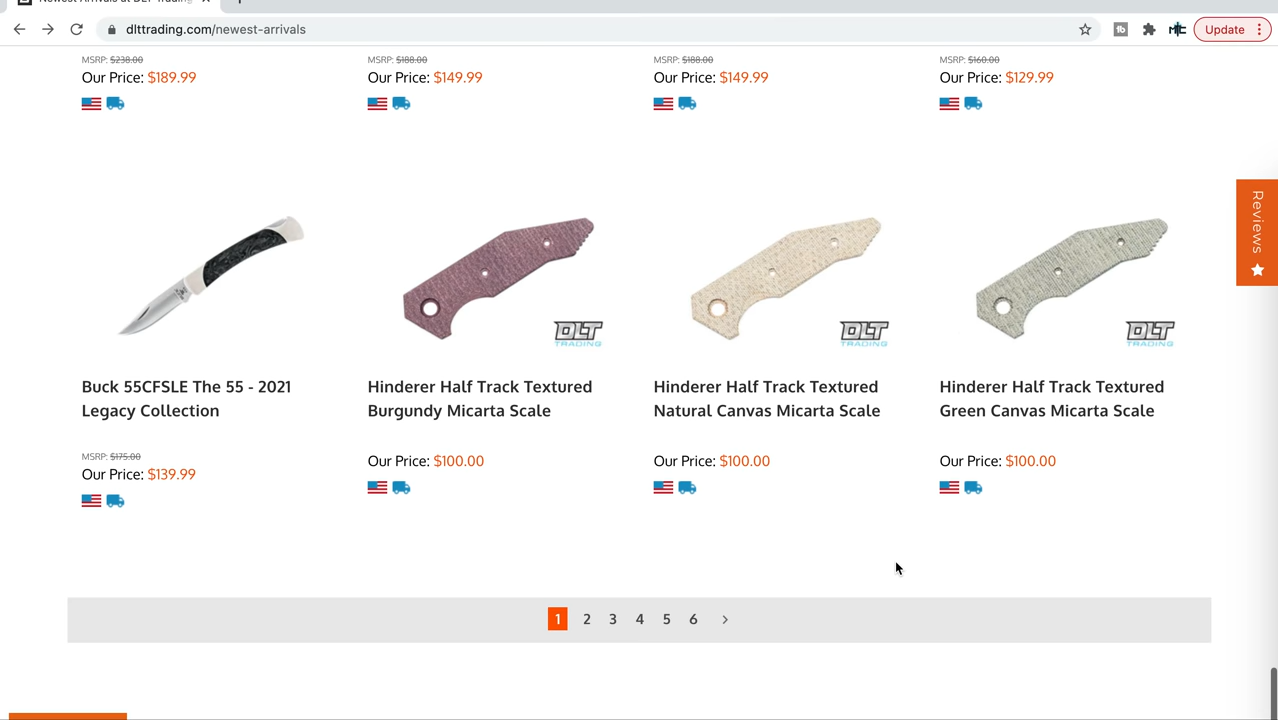 Newest Arrivals at DLT Trading
dlttrading.com/newest-arrivals
Update
MSRP: $238.00 MSRP: $188.00 MSRP: $188.00 MSRP: $160.00
Our Price: $189.99 Our Price: $149.99 Our Price: $149.99 Our Price: $129.99
Reviews
DLT DLT DLT
TRADING TRADING TRADING
Buck 55CFSLE The 55 - 2021 Hinderer Half Track Textured Hinderer Half Track Textured Hinderer Half Track Textured
Legacy Collection Burgundy Micarta Scale Natural Canvas Micarta Scale Green Canvas Micarta Scale
MSRP: $175.00
Our Price: $139.99 Our Price: $100.00 Our Price: $100.00 Our Price: $100.00
1 2 3 4 5 6 >